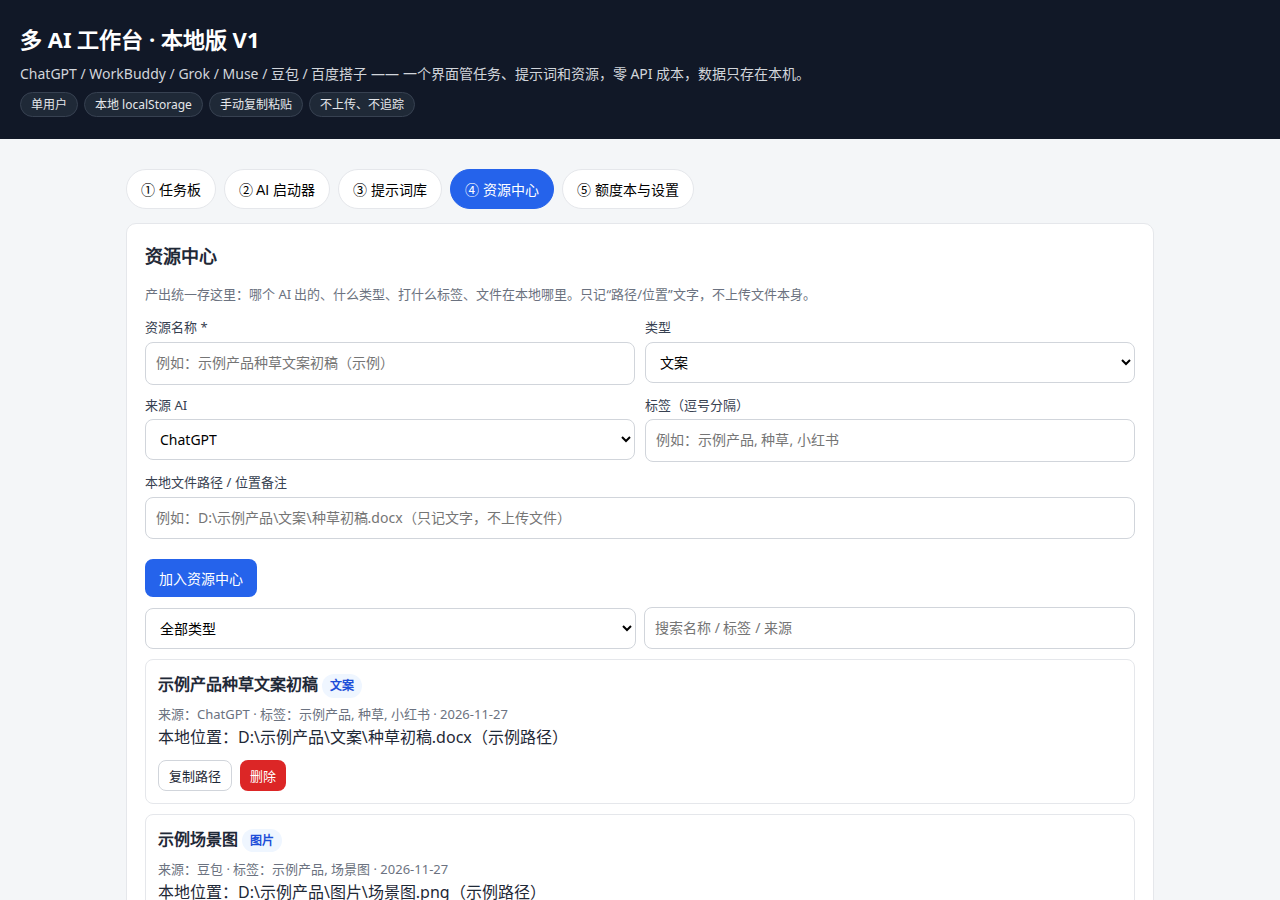 多 AI 工作台 · 本地版 V1
ChatGPT / WorkBuddy / Grok / Muse / 豆包 / 百度搭子 —— 一个界面管任务、提示词和资源，零 API 成本，数据只存在本机。
单用户 本地 localStorage 手动复制粘贴 不上传、不追踪
① 任务板 ② AI 启动器 ③ 提示词库 ④ 资源中心 ⑤ 额度本与设置
资源中心
产出统一存这里：哪个 AI 出的、什么类型、打什么标签、文件在本地哪里。只记“路径/位置”文字，不上传文件本身。
资源名称 * 类型
例如：示例产品种草文案初稿（示例） 文案
来源 AI 标签（逗号分隔）
ChatGPT 例如：示例产品, 种草, 小红书
本地文件路径 / 位置备注
例如：D:\示例产品\文案\种草初稿.docx（只记文字，不上传文件）
加入资源中心
全部类型 搜索名称 / 标签 / 来源
示例产品种草文案初稿 文案
来源：ChatGPT · 标签：示例产品, 种草, 小红书 · 2026-11-27
本地位置：D:\示例产品\文案\种草初稿.docx（示例路径）
复制路径 删除
示例场景图 图片
来源：豆包 · 标签：示例产品, 场景图 · 2026-11-27
本地位置：D:\示例产品\图片\场景图.png（示例路径）